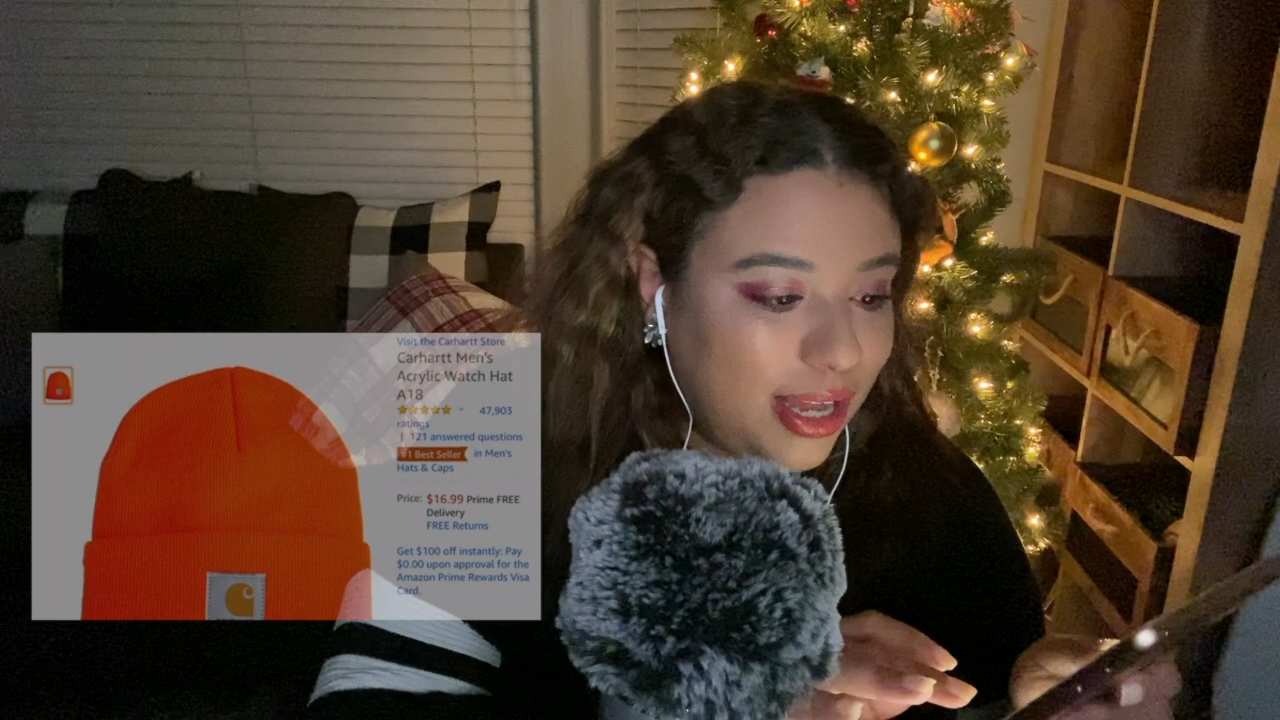 Visit the Carhartt Store
Carhartt Men's
Acrylic Watch Hat
A18
47,903
ratings
| 121 answered questions
#1 Best Seller in Men's
Hats & Caps
Price: $16.99 Prime FREE
Delivery
FREE Returns
Get $100 off instantly: Pay
$0.00 upon approval for the
Amazon Prime Rewards Visa
Card.